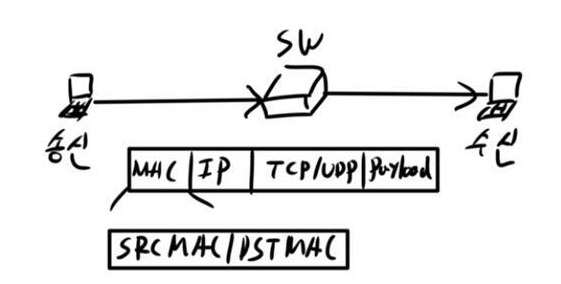 SW
송신
수신
MAC IP TCP/UDP Payload
SRC MAC DST MAC